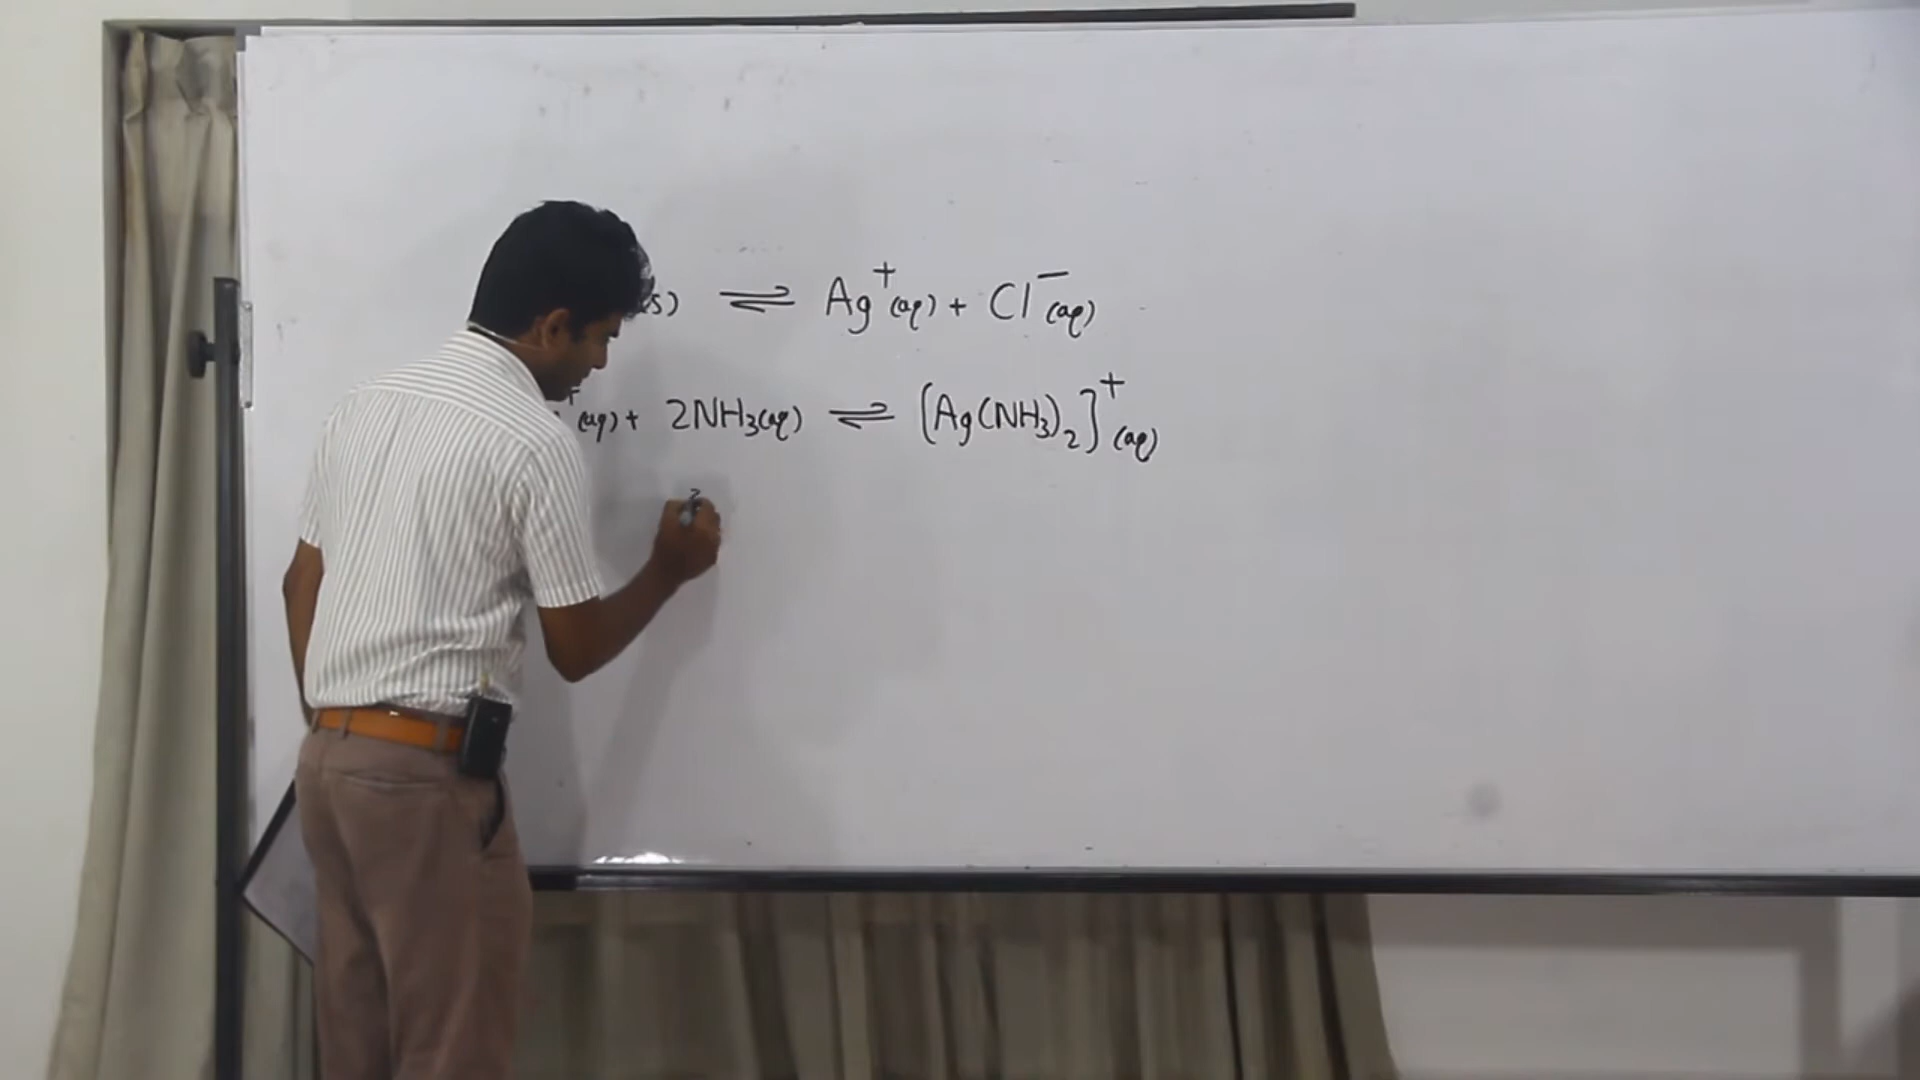 (s) ⇌ Ag⁺(aq) + Cl⁻(aq)
⁺(aq) + 2NH₃(aq) ⇌ [Ag(NH₃)₂]⁺(aq)